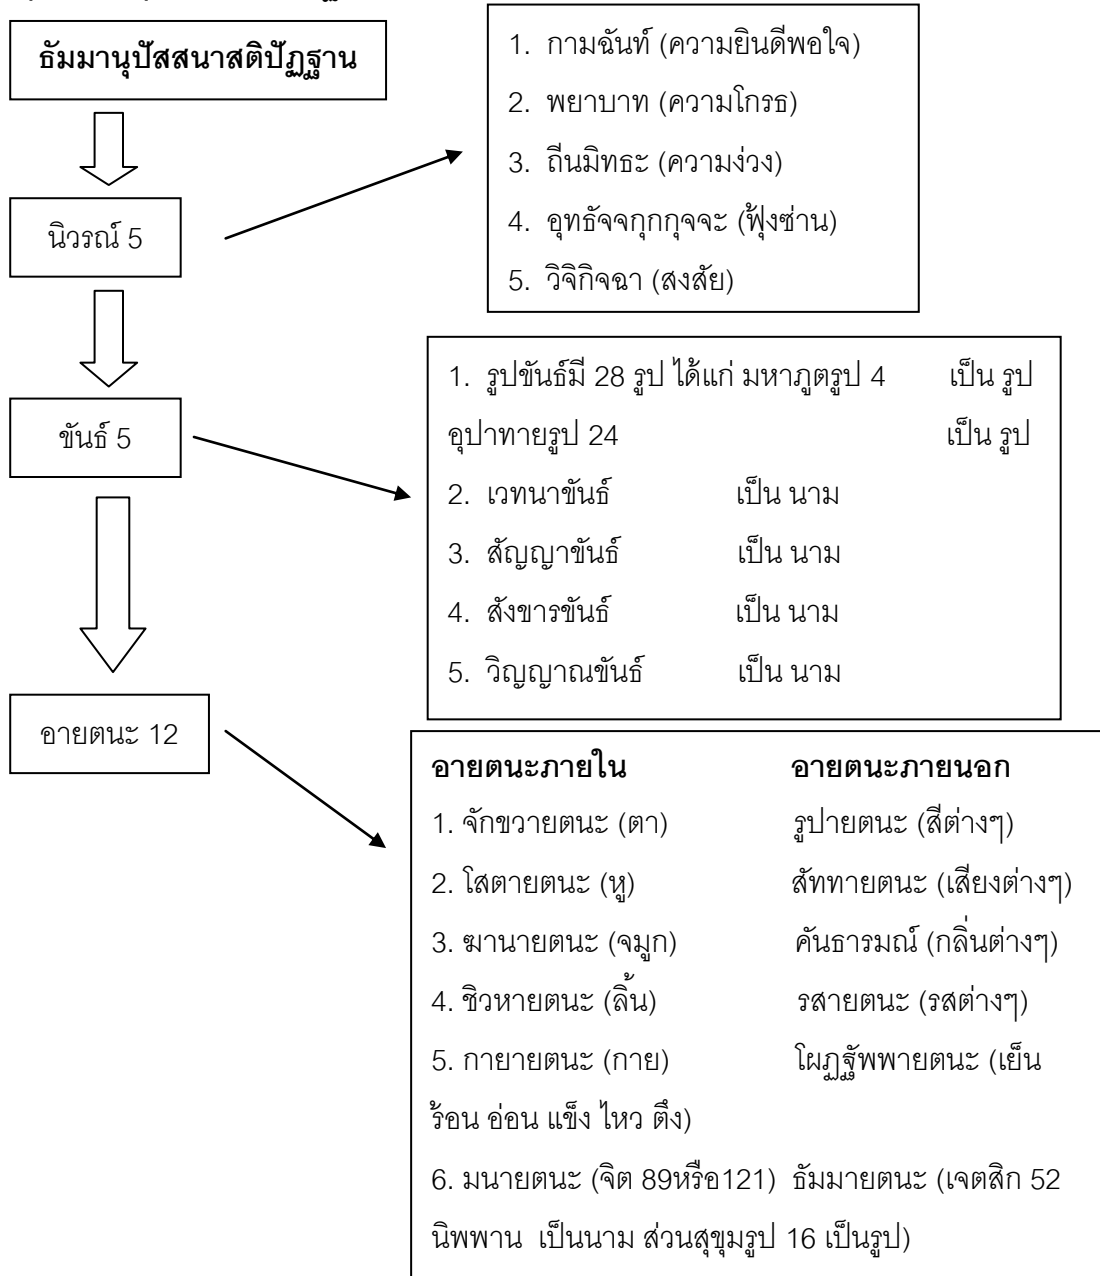 ธัมมานุปัสสนาสติปัฏฐาน
1. กามฉันท์ (ความยินดีพอใจ)
2. พยาบาท (ความโกรธ)
3. ถีนมิทธะ (ความง่วง)
4. อุทธัจจกุกกุจจะ (ฟุ้งซ่าน)
5. วิจิกิจฉา (สงสัย)
นิวรณ์ 5
ขันธ์ 5
1. รูปขันธ์มี 28 รูป ได้แก่ มหาภูตรูป 4 เป็น รูป
อุปาทายรูป 24 เป็น รูป
2. เวทนาขันธ์ เป็น นาม
3. สัญญาขันธ์ เป็น นาม
4. สังขารขันธ์ เป็น นาม
5. วิญญาณขันธ์ เป็น นาม
อายตนะ 12
อายตนะภายใน อายตนะภายนอก
1. จักขวายตนะ (ตา) รูปายตนะ (สีต่างๆ)
2. โสตายตนะ (หู) สัททายตนะ (เสียงต่างๆ)
3. ฆานายตนะ (จมูก) คันธารมณ์ (กลิ่นต่างๆ)
4. ชิวหายตนะ (ลิ้น) รสายตนะ (รสต่างๆ)
5. กายายตนะ (กาย) โผฏฐัพพายตนะ (เย็น
ร้อน อ่อน แข็ง ไหว ตึง)
6. มนายตนะ (จิต 89หรือ121) ธัมมายตนะ (เจตสิก 52
นิพพาน เป็นนาม ส่วนสุขุมรูป 16 เป็นรูป)